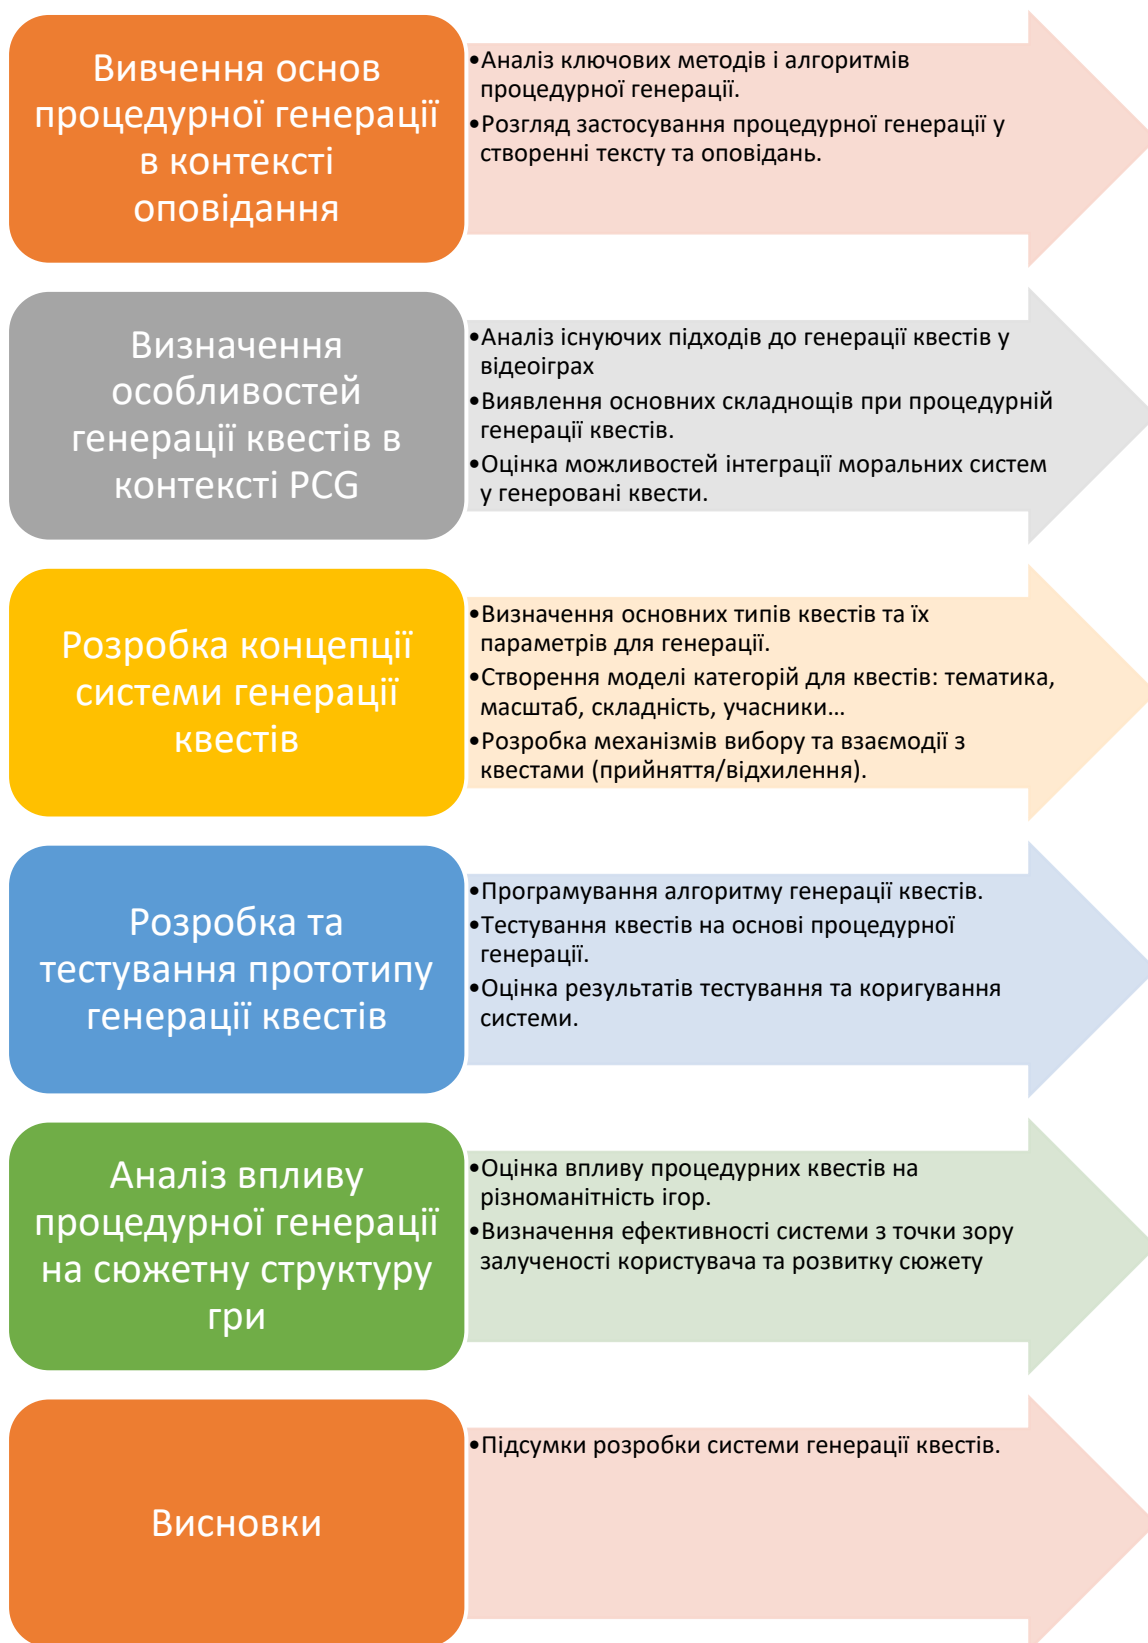 Вивчення основ
процедурної генерації
в контексті
оповідання
•Аналіз ключових методів і алгоритмів
процедурної генерації.
•Розгляд застосування процедурної генерації у
створенні тексту та оповідань.
Визначення
особливостей
генерації квестів в
контексті PCG
•Аналіз існуючих підходів до генерації квестів у
відеоіграх
•Виявлення основних складнощів при процедурній
генерації квестів.
•Оцінка можливостей інтеграції моральних систем
у генеровані квести.
Розробка концепції
системи генерації
квестів
•Визначення основних типів квестів та їх
параметрів для генерації.
•Створення моделі категорій для квестів: тематика,
масштаб, складність, учасники…
•Розробка механізмів вибору та взаємодії з
квестами (прийняття/відхилення).
Розробка та
тестування прототипу
генерації квестів
•Програмування алгоритму генерації квестів.
•Тестування квестів на основі процедурної
генерації.
•Оцінка результатів тестування та коригування
системи.
Аналіз впливу
процедурної генерації
на сюжетну структуру
гри
•Оцінка впливу процедурних квестів на
різноманітність ігор.
•Визначення ефективності системи з точки зору
залученості користувача та розвитку сюжету
Висновки
•Підсумки розробки системи генерації квестів.